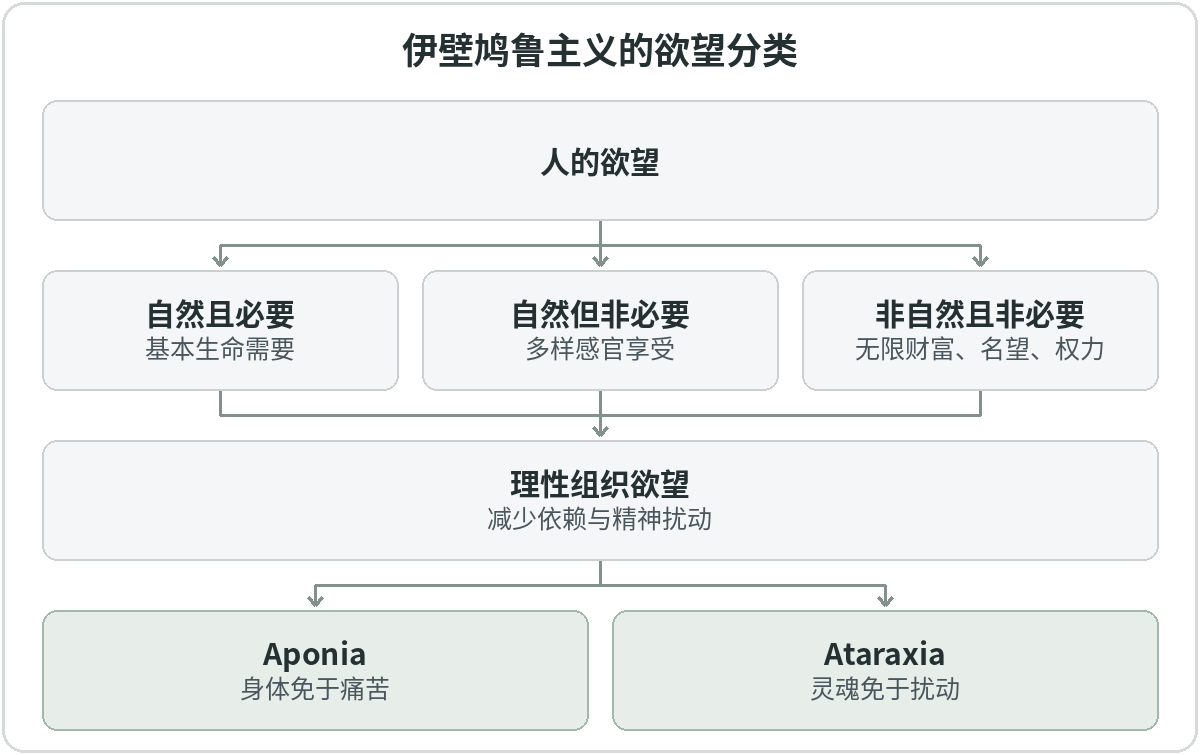 伊壁鸠鲁主义的欲望分类
人的欲望
自然且必要
基本生命需要
自然但非必要
多样感官享受
非自然且非必要
无限财富、名望、权力
理性组织欲望
减少依赖与精神扰动
Aponia
身体免于痛苦
Ataraxia
灵魂免于扰动